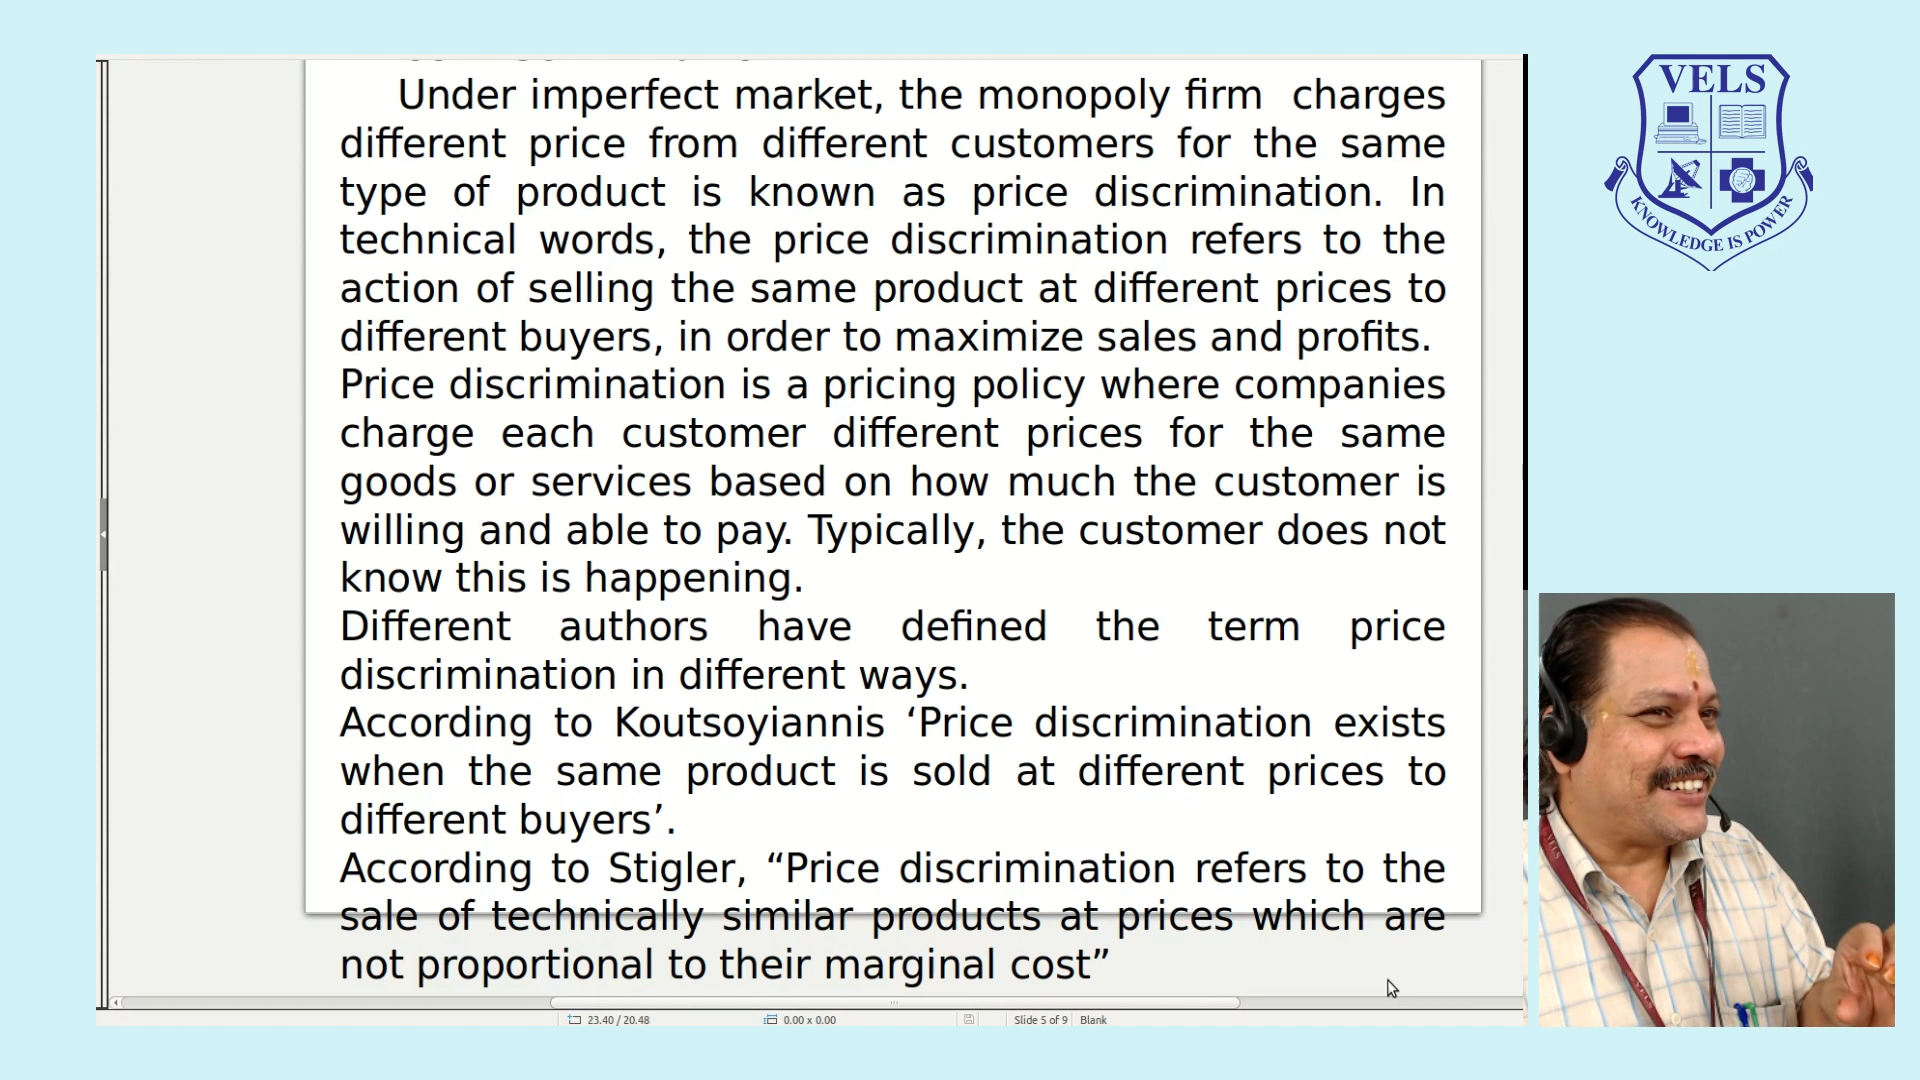 Under imperfect market, the monopoly firm charges
different price from different customers for the same
type of product is known as price discrimination. In
technical words, the price discrimination refers to the
action of selling the same product at different prices to
different buyers, in order to maximize sales and profits.
Price discrimination is a pricing policy where companies
charge each customer different prices for the same
goods or services based on how much the customer is
willing and able to pay. Typically, the customer does not
know this is happening.
Different authors have defined the term price
discrimination in different ways.
According to Koutsoyiannis ‘Price discrimination exists
when the same product is sold at different prices to
different buyers’.
According to Stigler, “Price discrimination refers to the
sale of technically similar products at prices which are
not proportional to their marginal cost”
23.40 / 20.48
0.00 x 0.00
Slide 5 of 9
Blank
VELS
KNOWLEDGE IS POWER